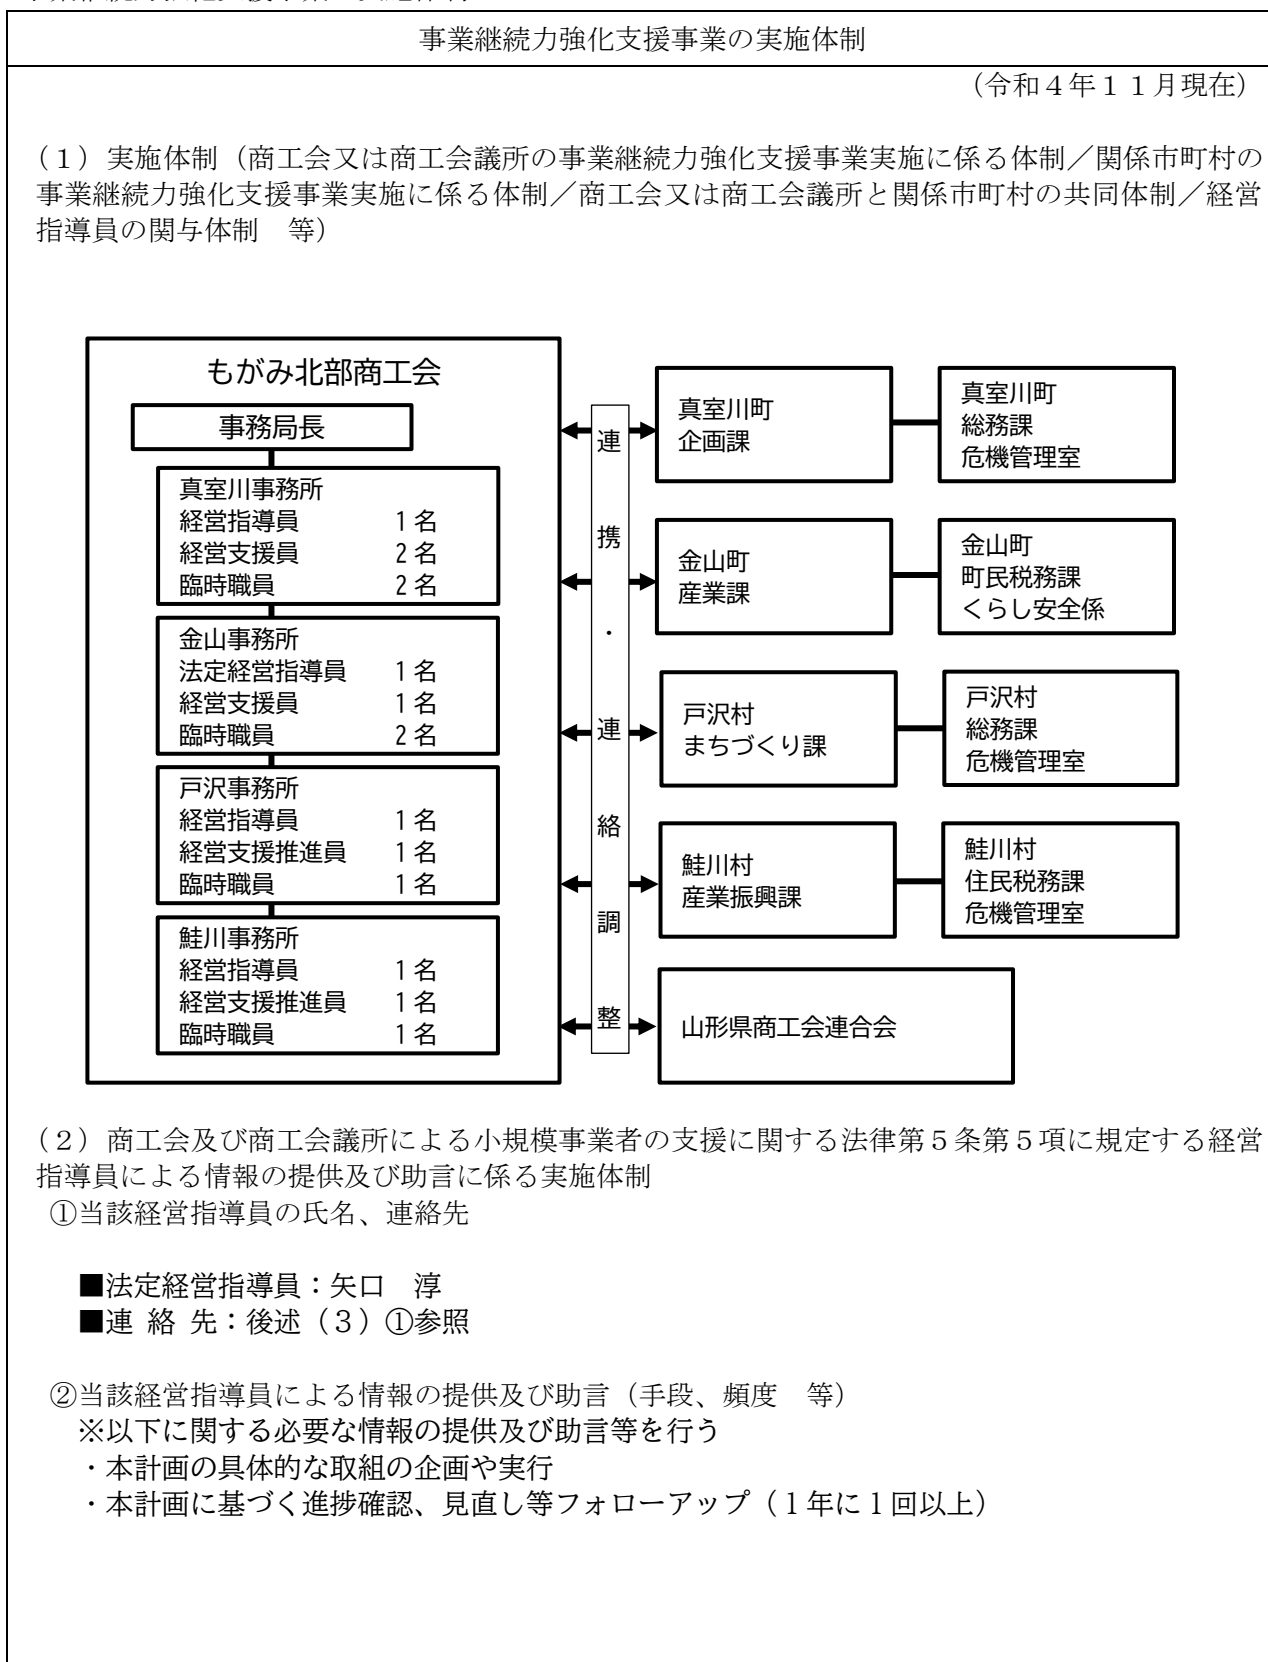 事業継続力強化支援事業の実施体制
（令和４年１１月現在）
（１）実施体制（商工会又は商工会議所の事業継続力強化支援事業実施に係る体制／関係市町村の
事業継続力強化支援事業実施に係る体制／商工会又は商工会議所と関係市町村の共同体制／経営
指導員の関与体制　等）
もがみ北部商工会
事務局長
真室川事務所
経営指導員　１名
経営支援員　２名
臨時職員　２名
金山事務所
法定経営指導員　１名
経営支援員　１名
臨時職員　２名
戸沢事務所
経営指導員　１名
経営支援推進員　１名
臨時職員　１名
鮭川事務所
経営指導員　１名
経営支援推進員　１名
臨時職員　１名
連携・連絡調整
真室川町
企画課
真室川町
総務課
危機管理室
金山町
産業課
金山町
町民税務課
くらし安全係
戸沢村
まちづくり課
戸沢村
総務課
危機管理室
鮭川村
産業振興課
鮭川村
住民税務課
危機管理室
山形県商工会連合会
（２）商工会及び商工会議所による小規模事業者の支援に関する法律第５条第５項に規定する経営
指導員による情報の提供及び助言に係る実施体制
①当該経営指導員の氏名、連絡先
■法定経営指導員：矢口　淳
■連 絡 先：後述（３）①参照
②当該経営指導員による情報の提供及び助言（手段、頻度　等）
※以下に関する必要な情報の提供及び助言等を行う
・本計画の具体的な取組の企画や実行
・本計画に基づく進捗確認、見直し等フォローアップ（１年に１回以上）